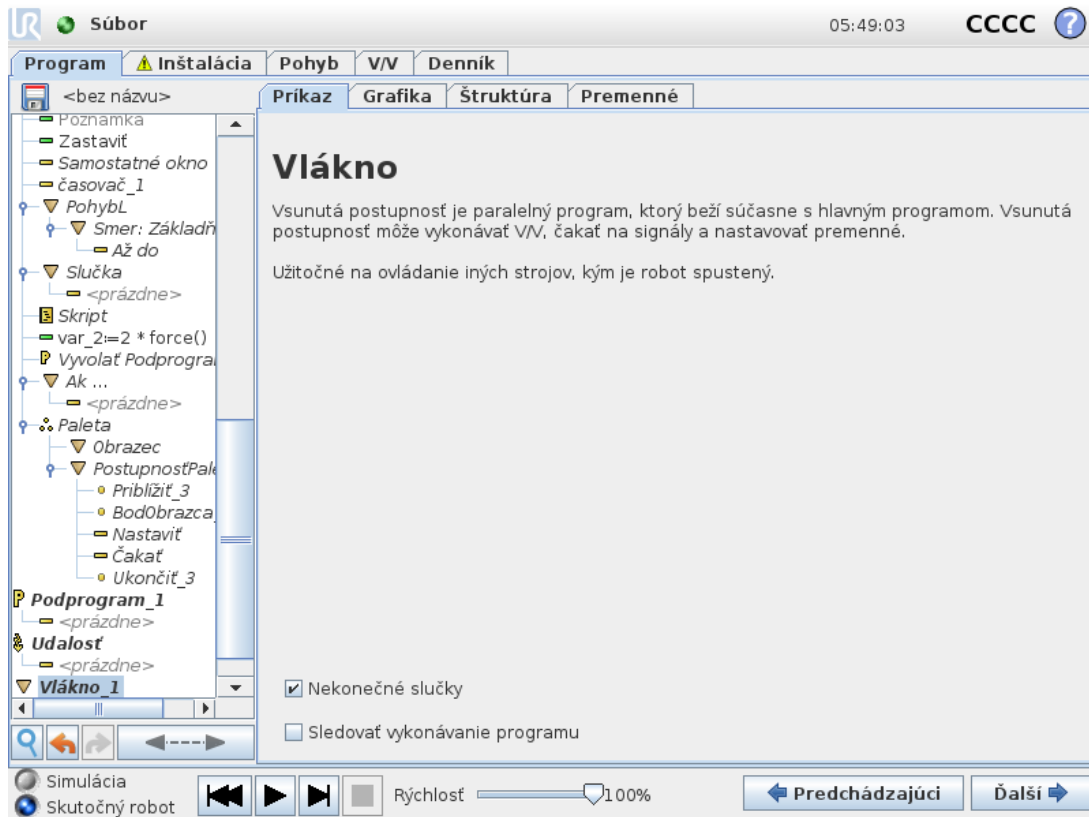 Súbor
05:49:03
CCCC
?
Program
Inštalácia
Pohyb
V/V
Denník
<bez názvu>
Príkaz
Grafika
Štruktúra
Premenné
Poznámka
Zastaviť
Samostatné okno
časovač_1
PohybL
Smer: Základň
Až do
Slučka
<prázdne>
Skript
var_2≔2 * force()
Vyvolať Podprogra
Ak ...
<prázdne>
Paleta
Obrazec
PostupnosťPale
Priblížiť_3
BodObrazca
Nastaviť
Čakať
Ukončiť_3
Podprogram_1
<prázdne>
Udalosť
<prázdne>
Vlákno_1
Vlákno
Vsunutá postupnosť je paralelný program, ktorý beží súčasne s hlavným programom. Vsunutá
postupnosť môže vykonávať V/V, čakať na signály a nastavovať premenné.
Užitočné na ovládanie iných strojov, kým je robot spustený.
Nekonečné slučky
Sledovať vykonávanie programu
Simulácia
Skutočný robot
Rýchlosť
100%
Predchádzajúci
Ďalší